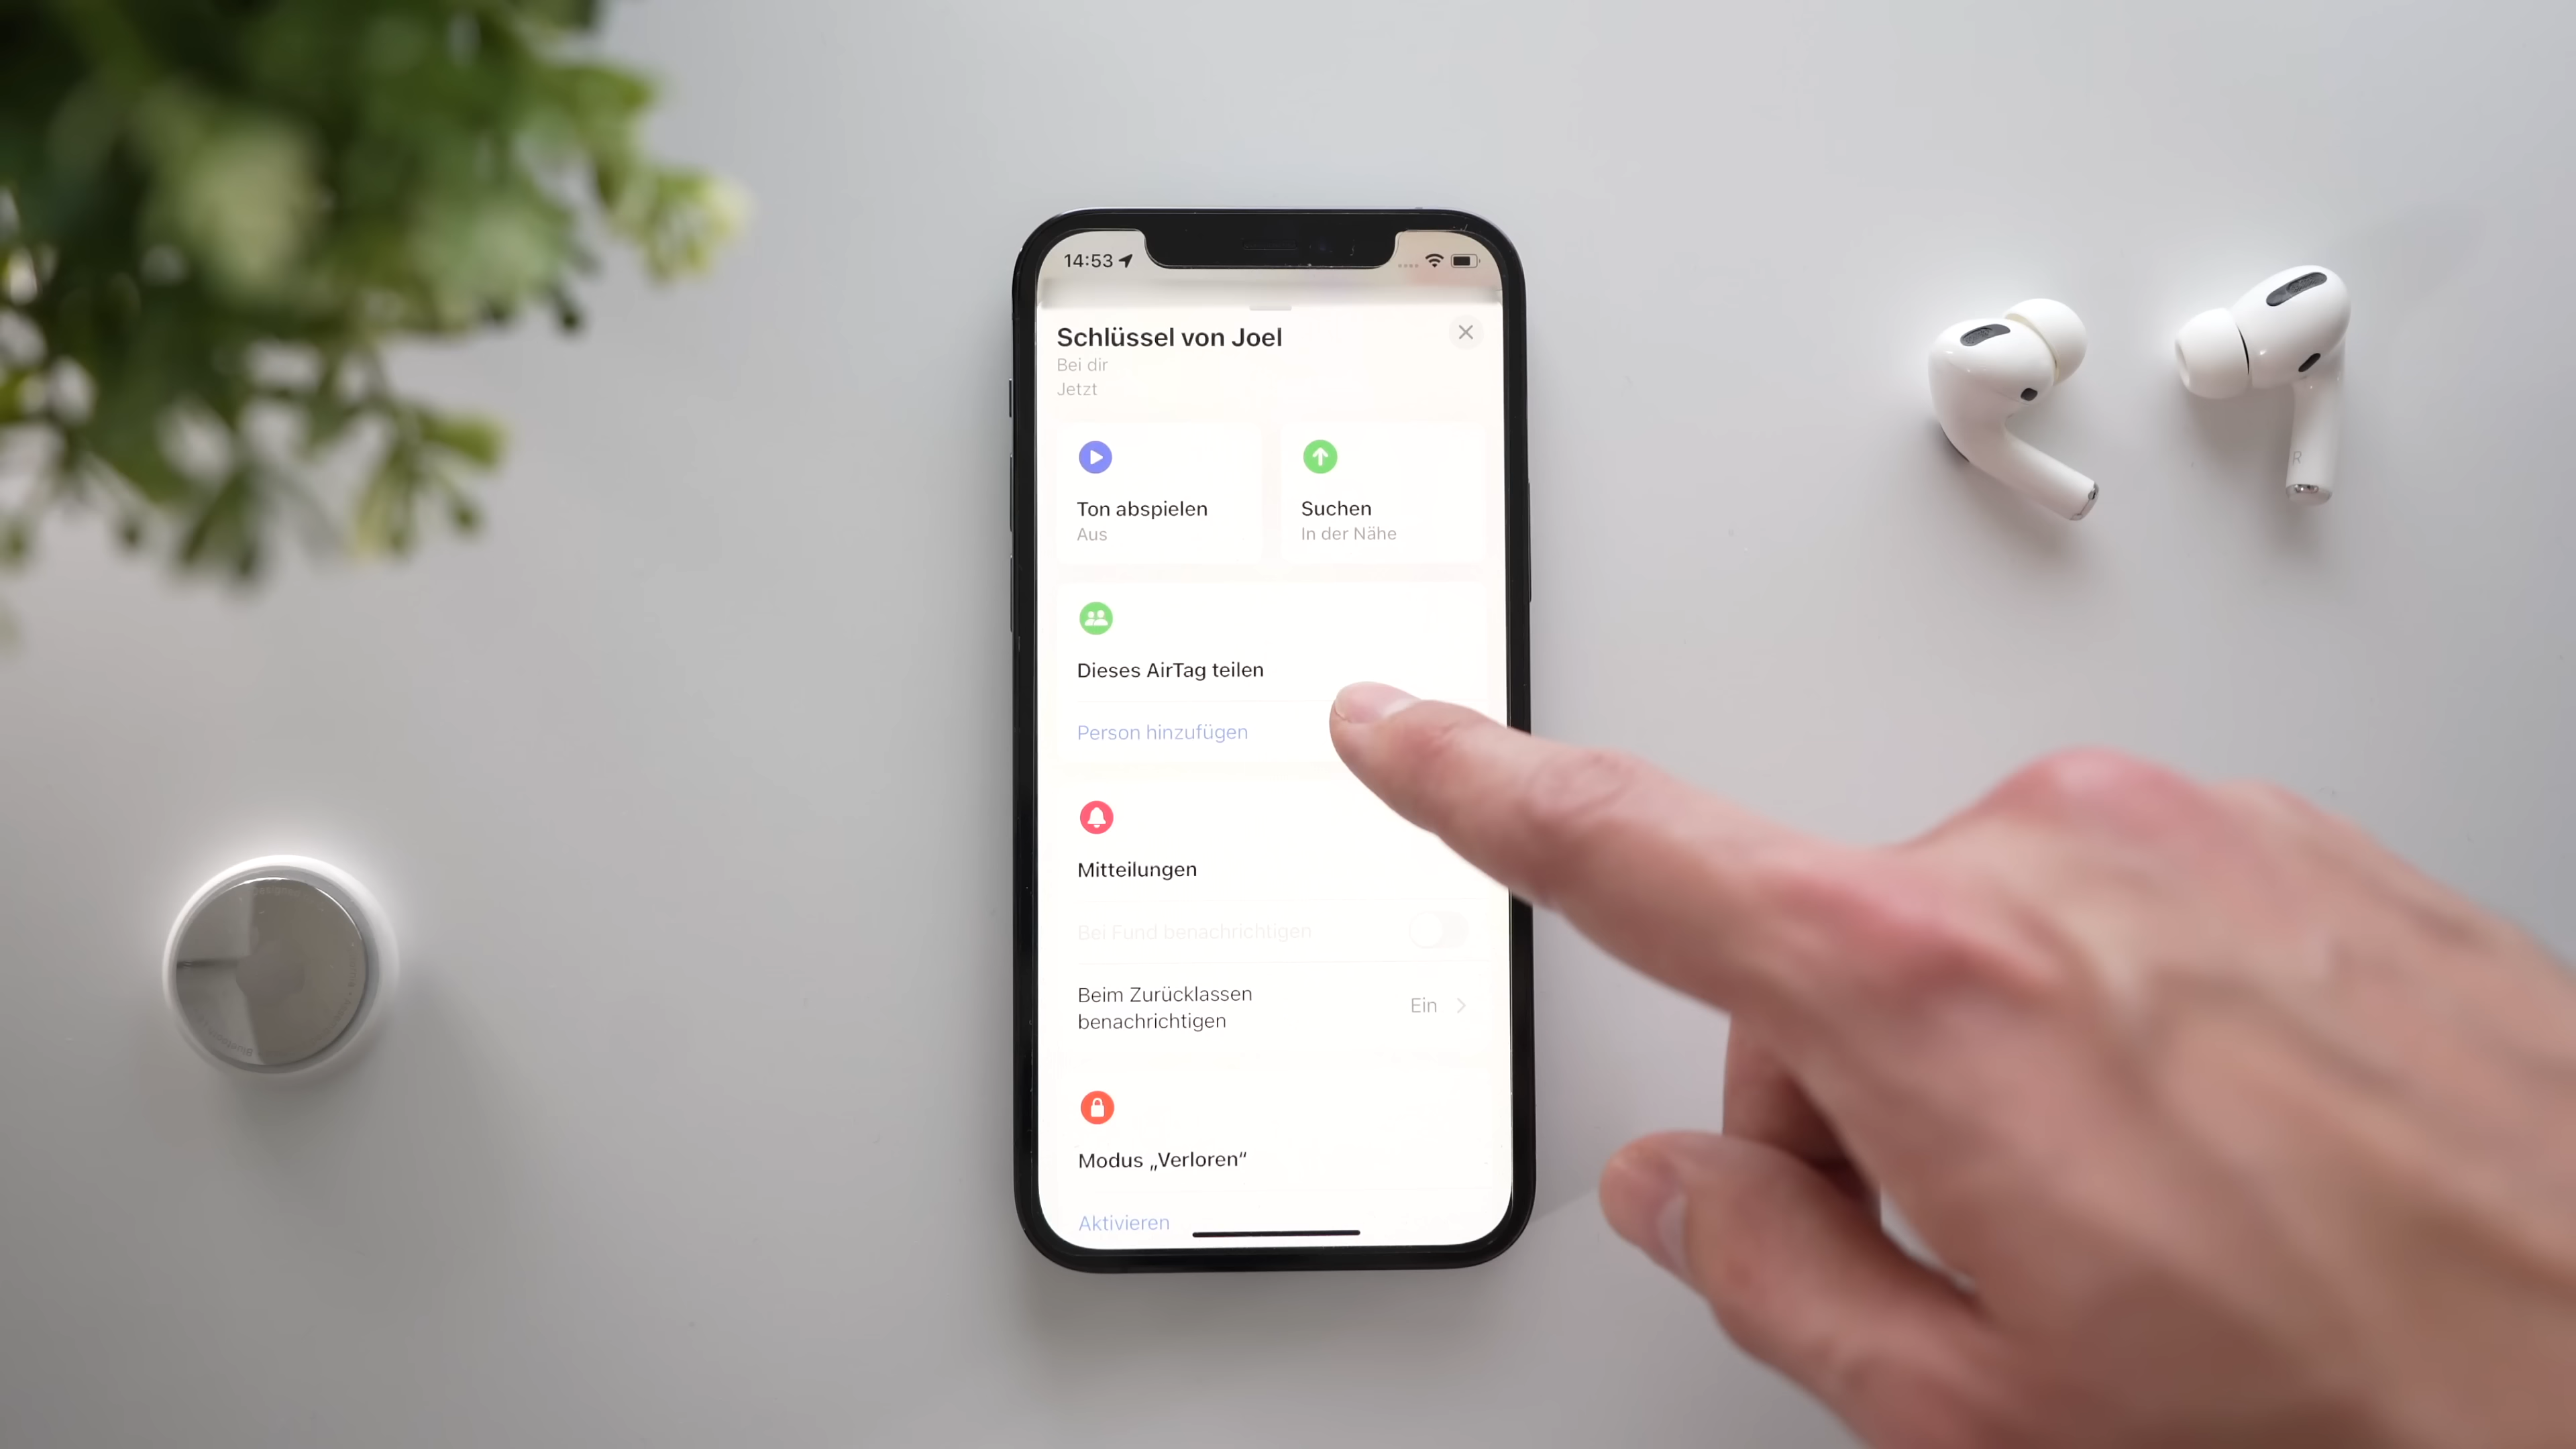 14:53
Schlüssel von Joel
Bei dir
Jetzt
Ton abspielen
Aus
Suchen
In der Nähe
Dieses AirTag teilen
Person hinzufügen
Mitteilungen
Bei Fund benachrichtigen
Beim Zurücklassen
benachrichtigen
Ein
Modus „Verloren“
Aktivieren
R